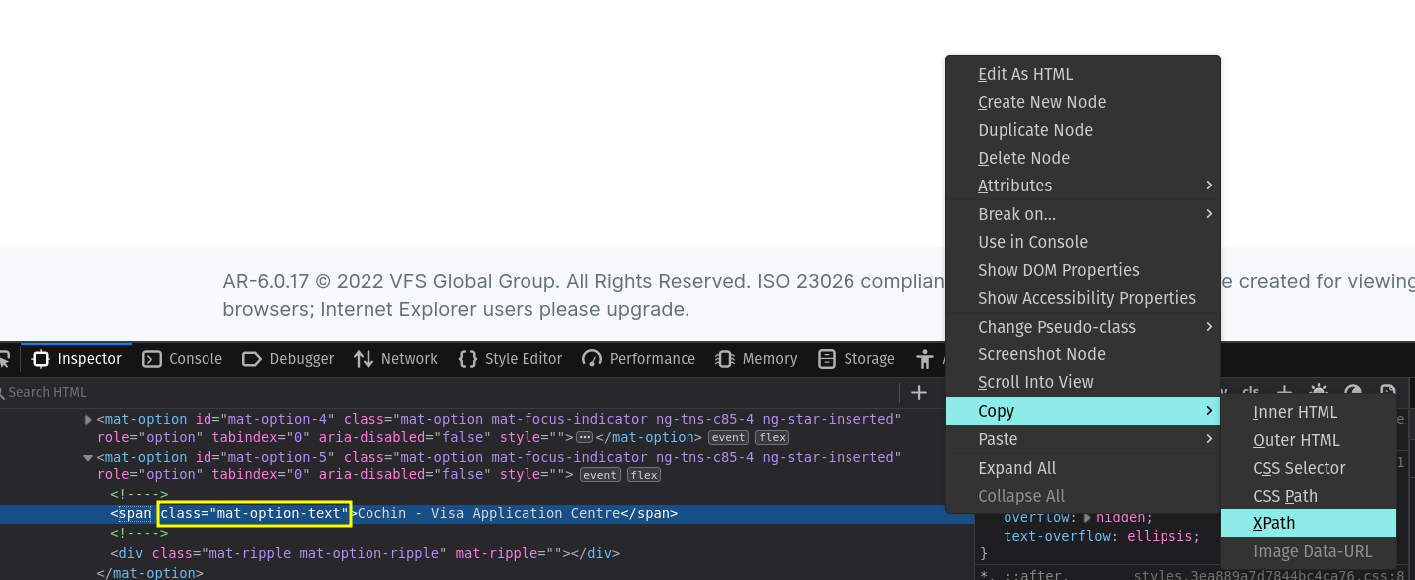 Edit As HTML
Create New Node
Duplicate Node
Delete Node
Attributes
Break on...
Use in Console
Show DOM Properties
Show Accessibility Properties
Change Pseudo-class
Screenshot Node
Scroll Into View
Copy
Paste
Expand All
Collapse All
Inner HTML
Outer HTML
CSS Selector
CSS Path
XPath
Image Data-URL
AR-6.0.17 © 2022 VFS Global Group. All Rights Reserved. ISO 23026 complian e created for viewing
browsers; Internet Explorer users please upgrade.
Inspector Console Debugger Network Style Editor Performance Memory Storage
Search HTML
<mat-option id="mat-option-4" class="mat-option mat-focus-indicator ng-tns-c85-4 ng-star-inserted"
role="option" tabindex="0" aria-disabled="false" style=""></mat-option> event flex
<mat-option id="mat-option-5" class="mat-option mat-focus-indicator ng-tns-c85-4 ng-star-inserted"
role="option" tabindex="0" aria-disabled="false" style=""> event flex
<!---->
<span class="mat-option-text">Cochin - Visa Application Centre</span>
<!---->
<div class="mat-ripple mat-option-ripple" mat-ripple=""></div>
</mat-option>
overflow: hidden;
text-overflow: ellipsis;
}
*, ::after, styles.3ea889a7d7844bc4ca76.css:8